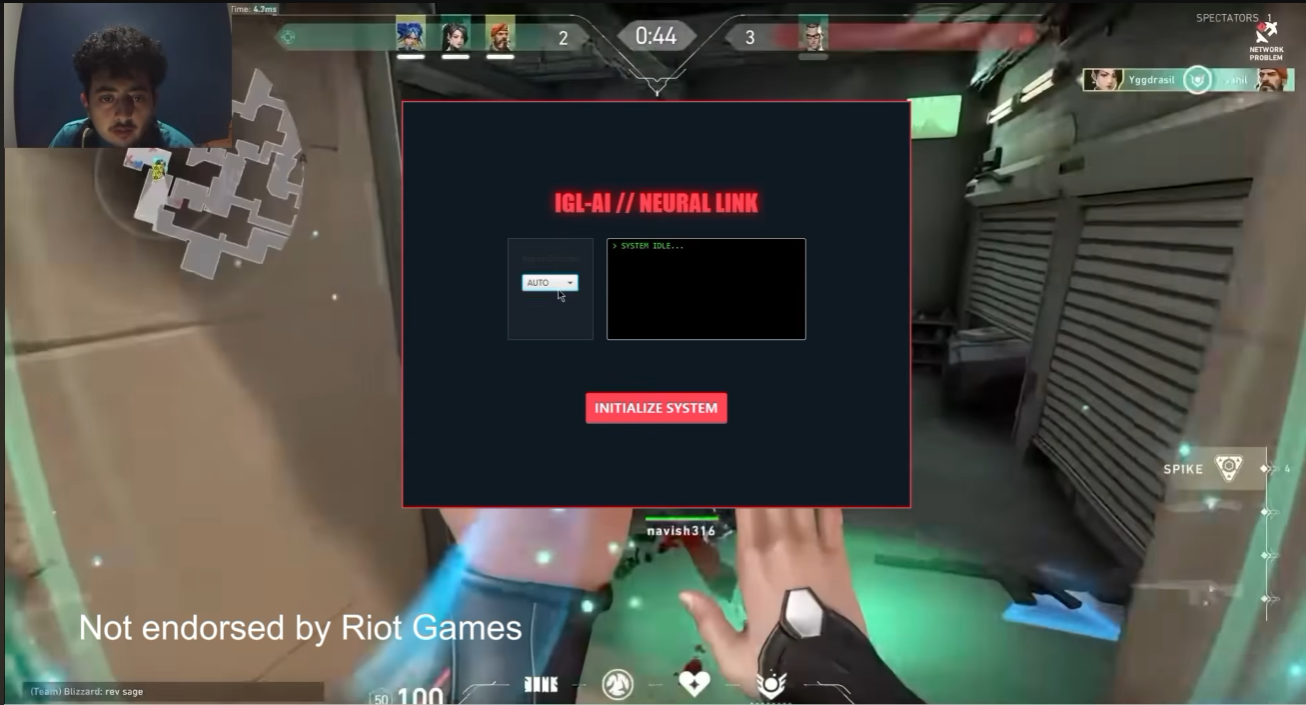 Time: 4.7ms
2
0:44
3
SPECTATORS 1
NETWORK
PROBLEM
Yggdrasil
IGL-AI // NEURAL LINK
> SYSTEM IDLE...
AUTO
INITIALIZE SYSTEM
SPIKE
4
navish316
Not endorsed by Riot Games
(Team) Blizzard: rev sage
50
100